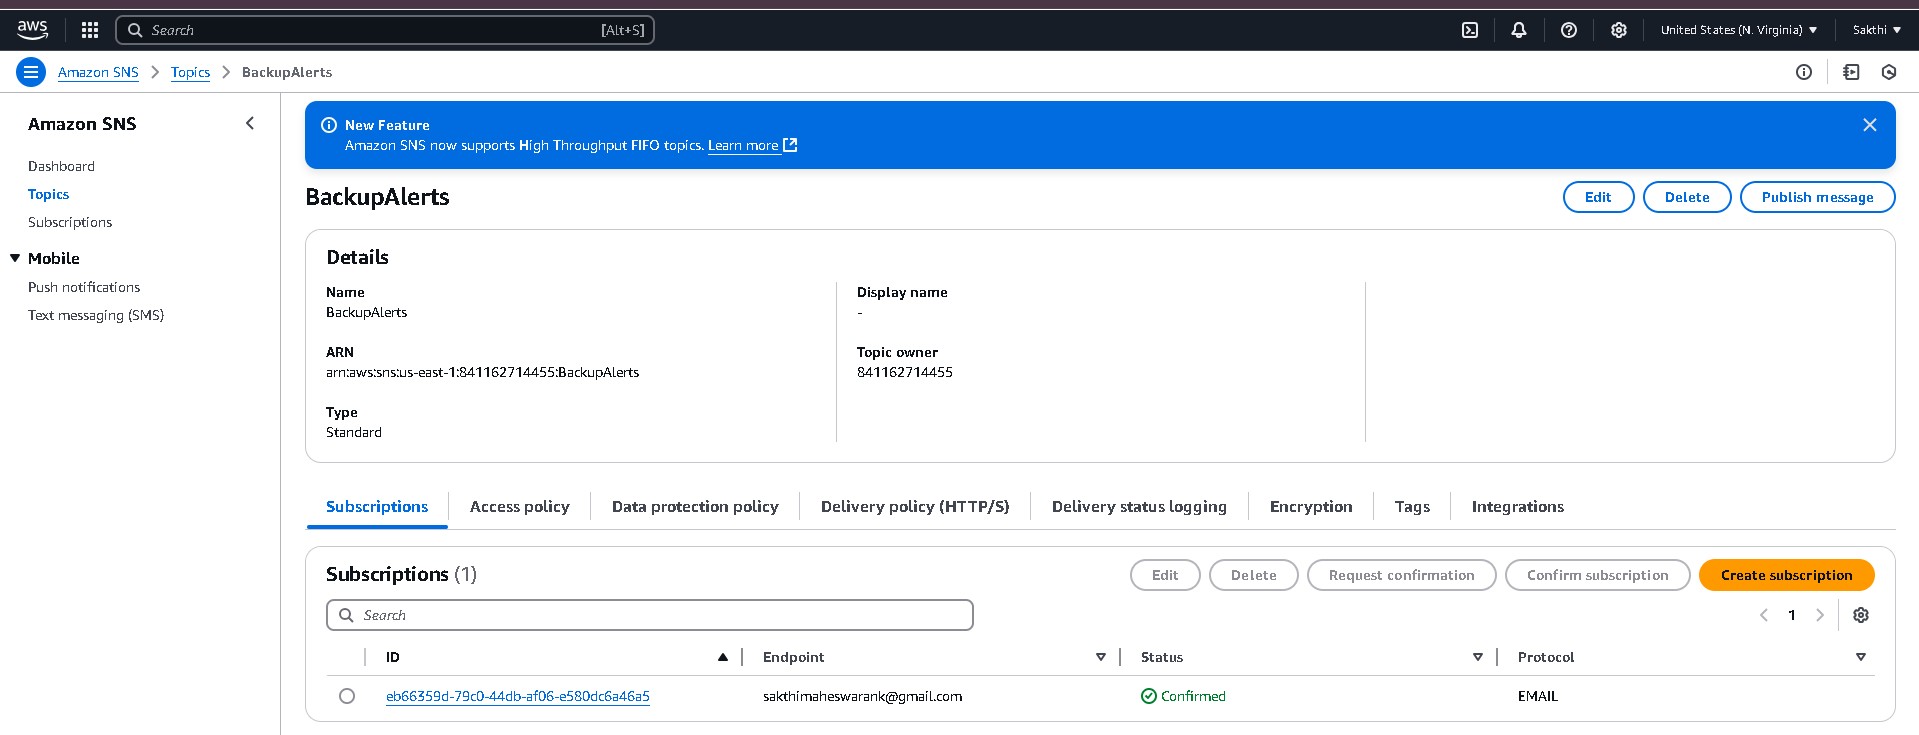 aws
Search
[Alt+S]
United States (N. Virginia)
Sakthi
Amazon SNS
Topics
BackupAlerts
Amazon SNS
Dashboard
Topics
Subscriptions
Mobile
Push notifications
Text messaging (SMS)
New Feature
Amazon SNS now supports High Throughput FIFO topics. Learn more
BackupAlerts
Edit
Delete
Publish message
Details
Name
BackupAlerts
Display name
-
ARN
arn:aws:sns:us-east-1:841162714455:BackupAlerts
Topic owner
841162714455
Type
Standard
Subscriptions
Access policy
Data protection policy
Delivery policy (HTTP/S)
Delivery status logging
Encryption
Tags
Integrations
Subscriptions (1)
Edit
Delete
Request confirmation
Confirm subscription
Create subscription
Search
1
ID
Endpoint
Status
Protocol
eb66359d-79c0-44db-af06-e580dc6a46a5
sakthimaheswarank@gmail.com
Confirmed
EMAIL